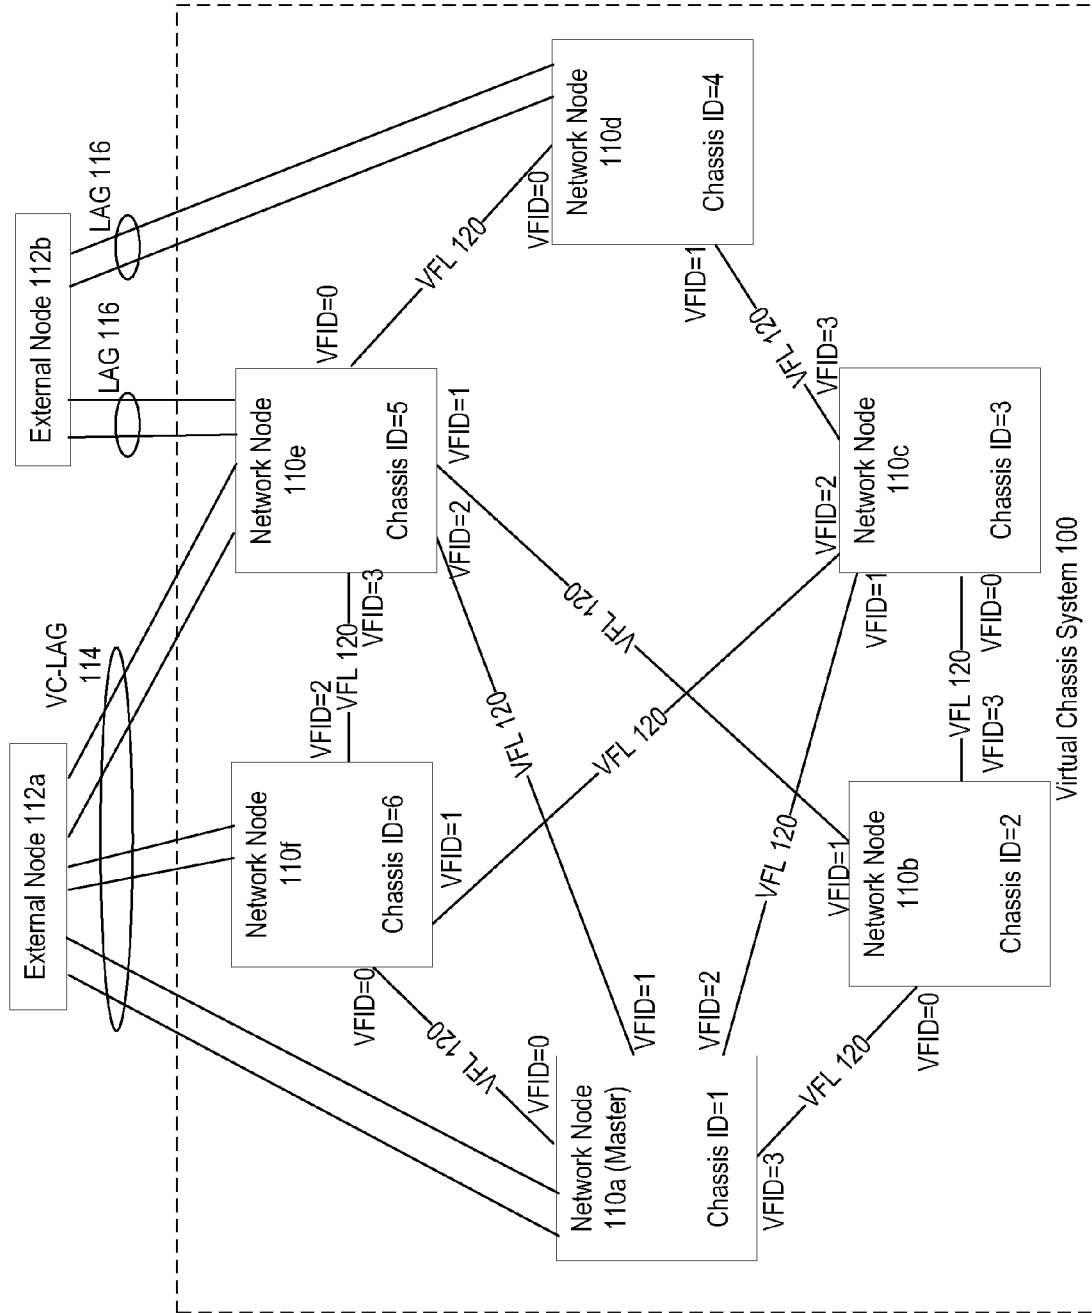 External Node 112a
External Node 112b
VC-LAG
114
LAG 116
LAG 116
Network Node
110f
Chassis ID=6
VFID=0
VFID=1
VFID=2
VFL 120
VFID=3
Network Node
110e
Chassis ID=5
VFID=0
VFID=1
VFID=2
VFL 120
VFL 120
VFL 120
VFL 120
VFL 120
VFID=0
Network Node
110a (Master)
Chassis ID=1
VFID=0
VFID=1
VFID=2
VFID=3
Network Node
110d
Chassis ID=4
VFID=1
VFL 120
VFL 120
VFL 120
VFID=0
VFID=1
Network Node
110b
Chassis ID=2
VFID=3
VFL 120
VFID=0
VFID=1
VFID=2
VFID=3
Network Node
110c
Chassis ID=3
Virtual Chassis System 100